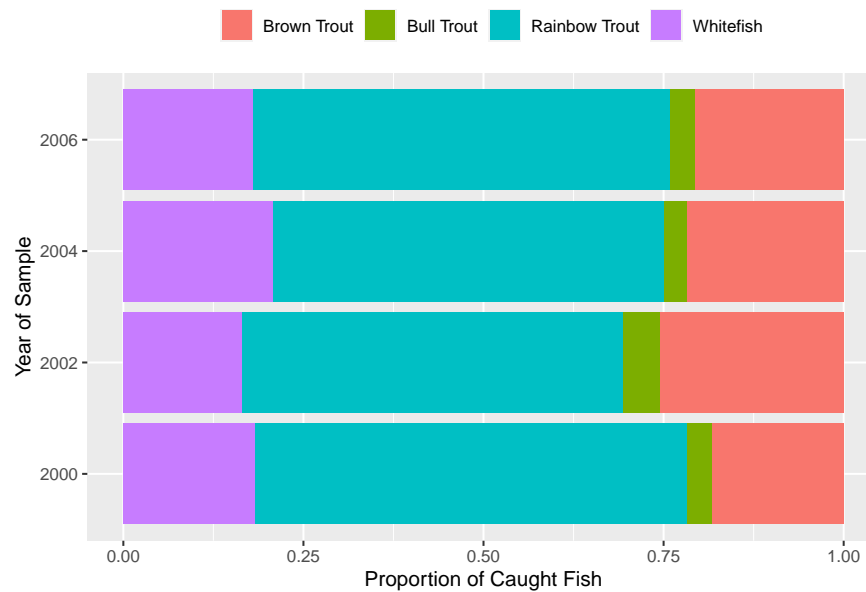 Brown Trout Bull Trout Rainbow Trout Whitefish
2006
2004
2002
2000
Year of Sample
0.00 0.25 0.50 0.75 1.00
Proportion of Caught Fish